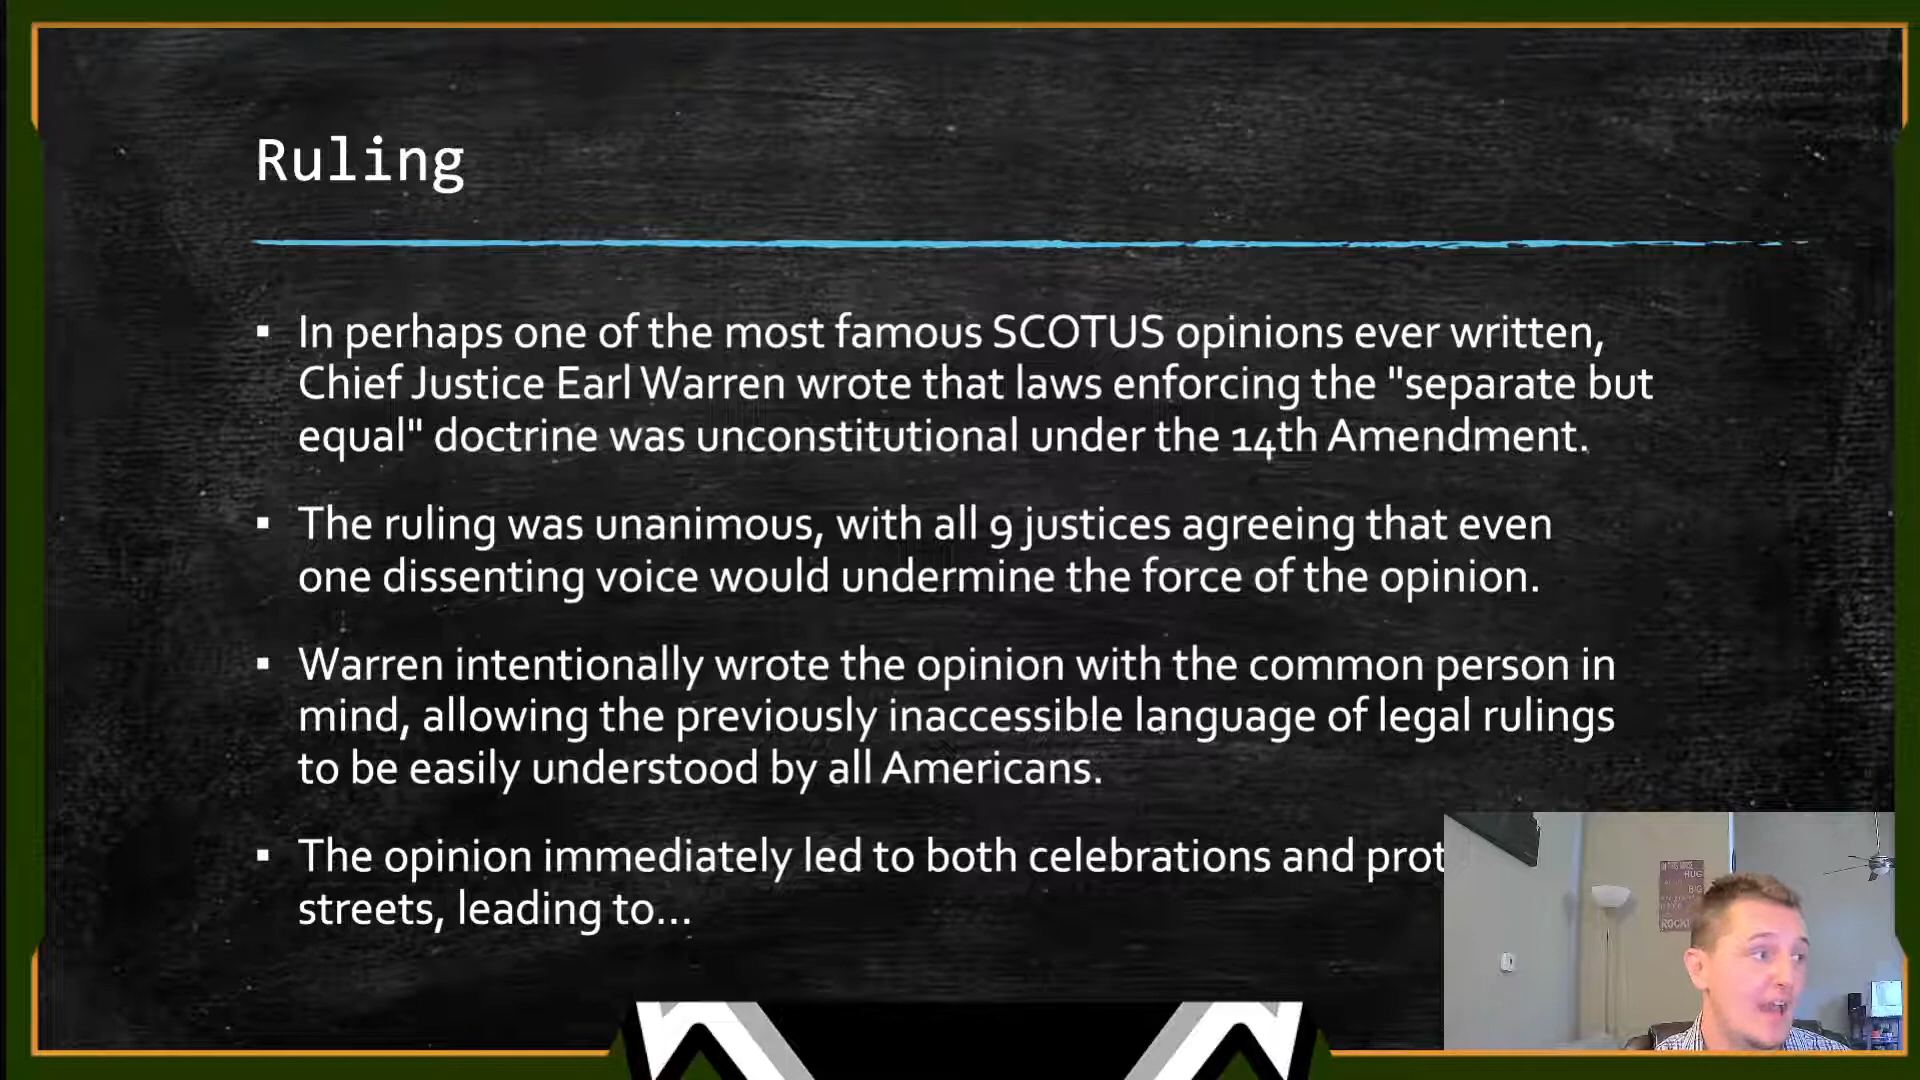 Ruling
▪ In perhaps one of the most famous SCOTUS opinions ever written,
Chief Justice Earl Warren wrote that laws enforcing the "separate but
equal" doctrine was unconstitutional under the 14th Amendment.
▪ The ruling was unanimous, with all 9 justices agreeing that even
one dissenting voice would undermine the force of the opinion.
▪ Warren intentionally wrote the opinion with the common person in
mind, allowing the previously inaccessible language of legal rulings
to be easily understood by all Americans.
▪ The opinion immediately led to both celebrations and prot
streets, leading to...
HUG
BIG
ROCK!